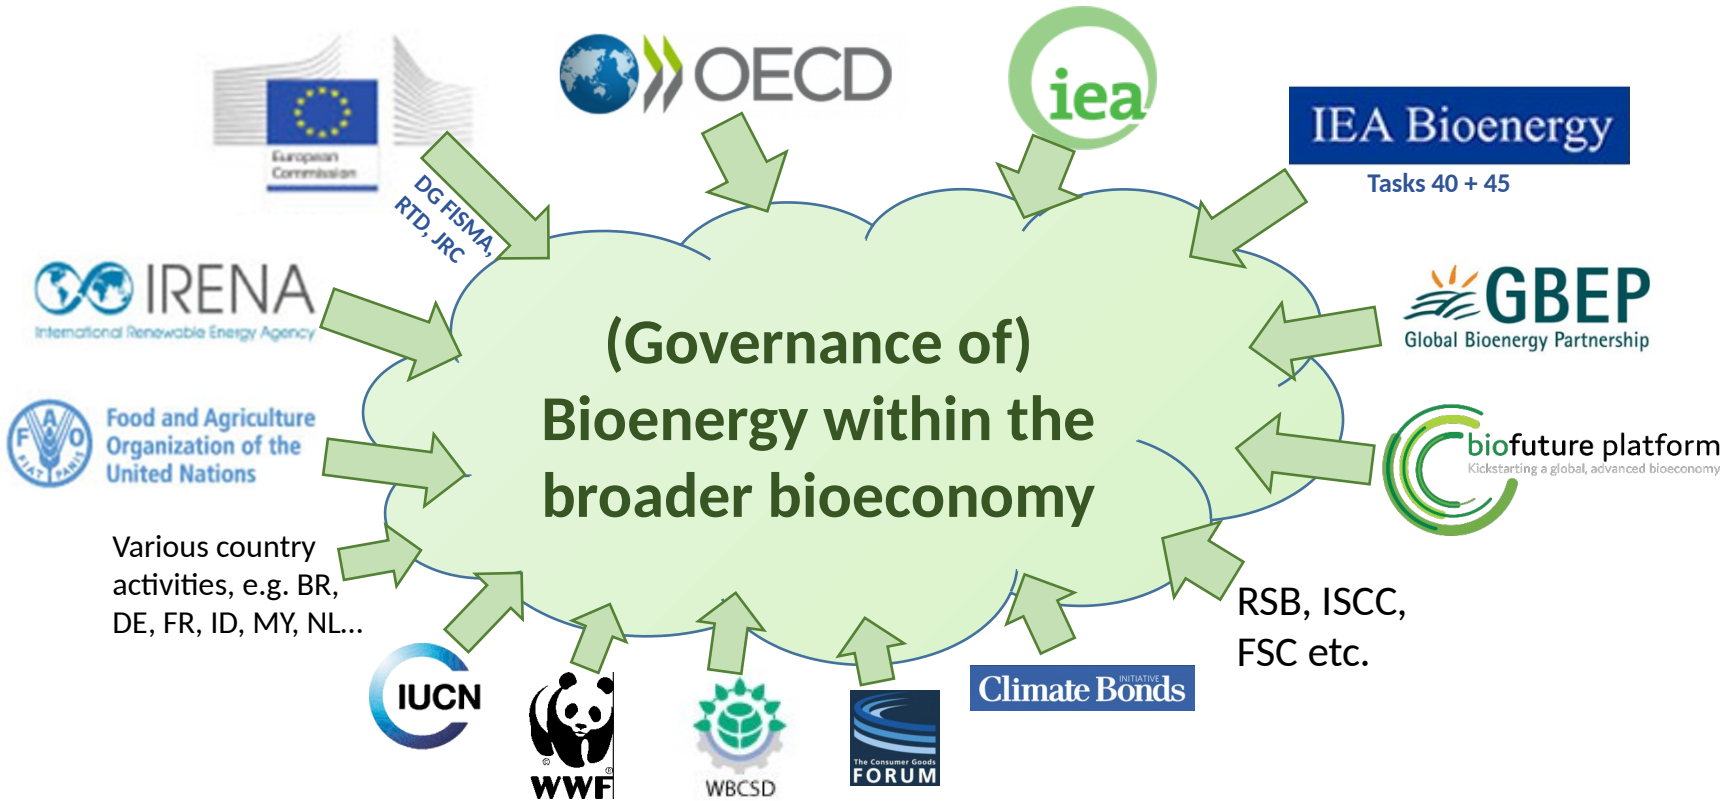 European
Commission
DG FISMA,
RTD, JRC
OECD
iea
IEA Bioenergy
Tasks 40 + 45
IRENA
International Renewable Energy Agency
GBEP
Global Bioenergy Partnership
(Governance of)
Bioenergy within the
broader bioeconomy
F A O
FIAT PANIS
Food and Agriculture
Organization of the
United Nations
biofuture platform
Kickstarting a global, advanced bioeconomy
Various country
activities, e.g. BR,
DE, FR, ID, MY, NL...
RSB, ISCC,
FSC etc.
IUCN
©
®
WWF
WBCSD
The Consumer Goods
FORUM
INITIATIVE
Climate Bonds